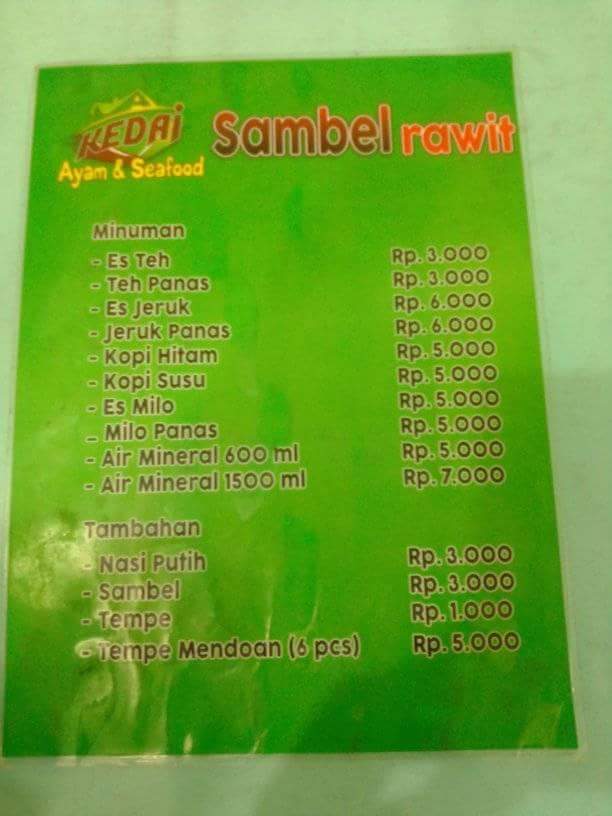 KEDAI Sambel rawit
Ayam & Seafood
Minuman
- Es Teh Rp. 3.000
- Teh Panas Rp. 3.000
- Es Jeruk Rp. 6.000
- Jeruk Panas Rp. 6.000
- Kopi Hitam Rp. 5.000
- Kopi Susu Rp. 5.000
- Es Milo Rp. 5.000
_ Milo Panas Rp. 5.000
- Air Mineral 600 ml Rp. 5.000
- Air Mineral 1500 ml Rp. 7.000
Tambahan
- Nasi Putih Rp. 3.000
- Sambel Rp. 3.000
- Tempe Rp. 1.000
- Tempe Mendoan (6 pcs) Rp. 5.000